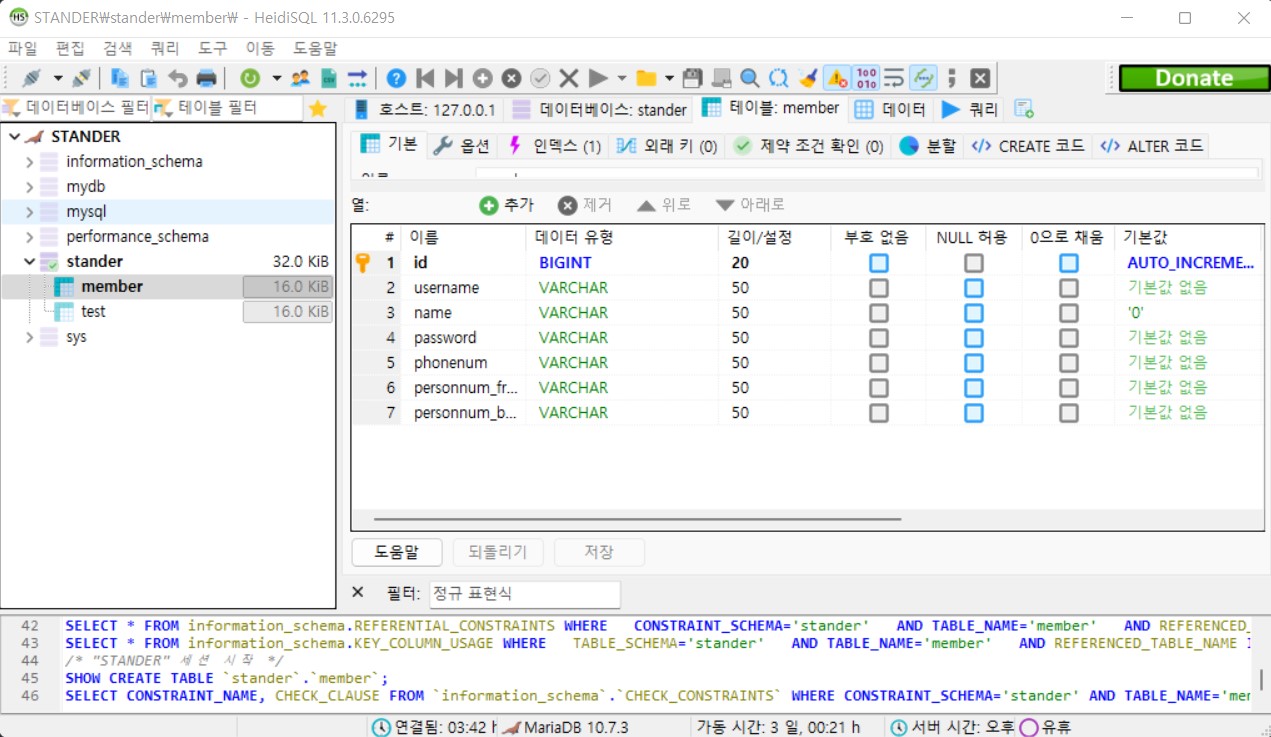 STANDER₩stander₩member₩ - HeidiSQL 11.3.0.6295
파일 편집 검색 쿼리 도구 이동 도움말
Donate
데이터베이스 필터 테이블 필터
호스트: 127.0.0.1 데이터베이스: stander 테이블: member 데이터 쿼리
STANDER
information_schema
mydb
mysql
performance_schema
stander 32.0 KiB
member 16.0 KiB
test 16.0 KiB
sys
기본 옵션 인덱스 (1) 외래 키 (0) 제약 조건 확인 (0) 분할 CREATE 코드 ALTER 코드
열: 추가 제거 위로 아래로
# 이름 데이터 유형 길이/설정 부호 없음 NULL 허용 0으로 채움 기본값
1 id BIGINT 20 AUTO_INCREME...
2 username VARCHAR 50 기본값 없음
3 name VARCHAR 50 '0'
4 password VARCHAR 50 기본값 없음
5 phonenum VARCHAR 50 기본값 없음
6 personnum_fr... VARCHAR 50 기본값 없음
7 personnum_b... VARCHAR 50 기본값 없음
도움말 되돌리기 저장
필터: 정규 표현식
42 SELECT * FROM information_schema.REFERENTIAL_CONSTRAINTS WHERE CONSTRAINT_SCHEMA='stander' AND TABLE_NAME='member' AND REFERENCED_
43 SELECT * FROM information_schema.KEY_COLUMN_USAGE WHERE TABLE_SCHEMA='stander' AND TABLE_NAME='member' AND REFERENCED_TABLE_NAME
44 /* "STANDER" 세션 시작 */
45 SHOW CREATE TABLE `stander`.`member`;
46 SELECT CONSTRAINT_NAME, CHECK_CLAUSE FROM `information_schema`.`CHECK_CONSTRAINTS` WHERE CONSTRAINT_SCHEMA='stander' AND TABLE_NAME='mem
연결됨: 03:42 h MariaDB 10.7.3 가동 시간: 3 일, 00:21 h 서버 시간: 오후 유휴